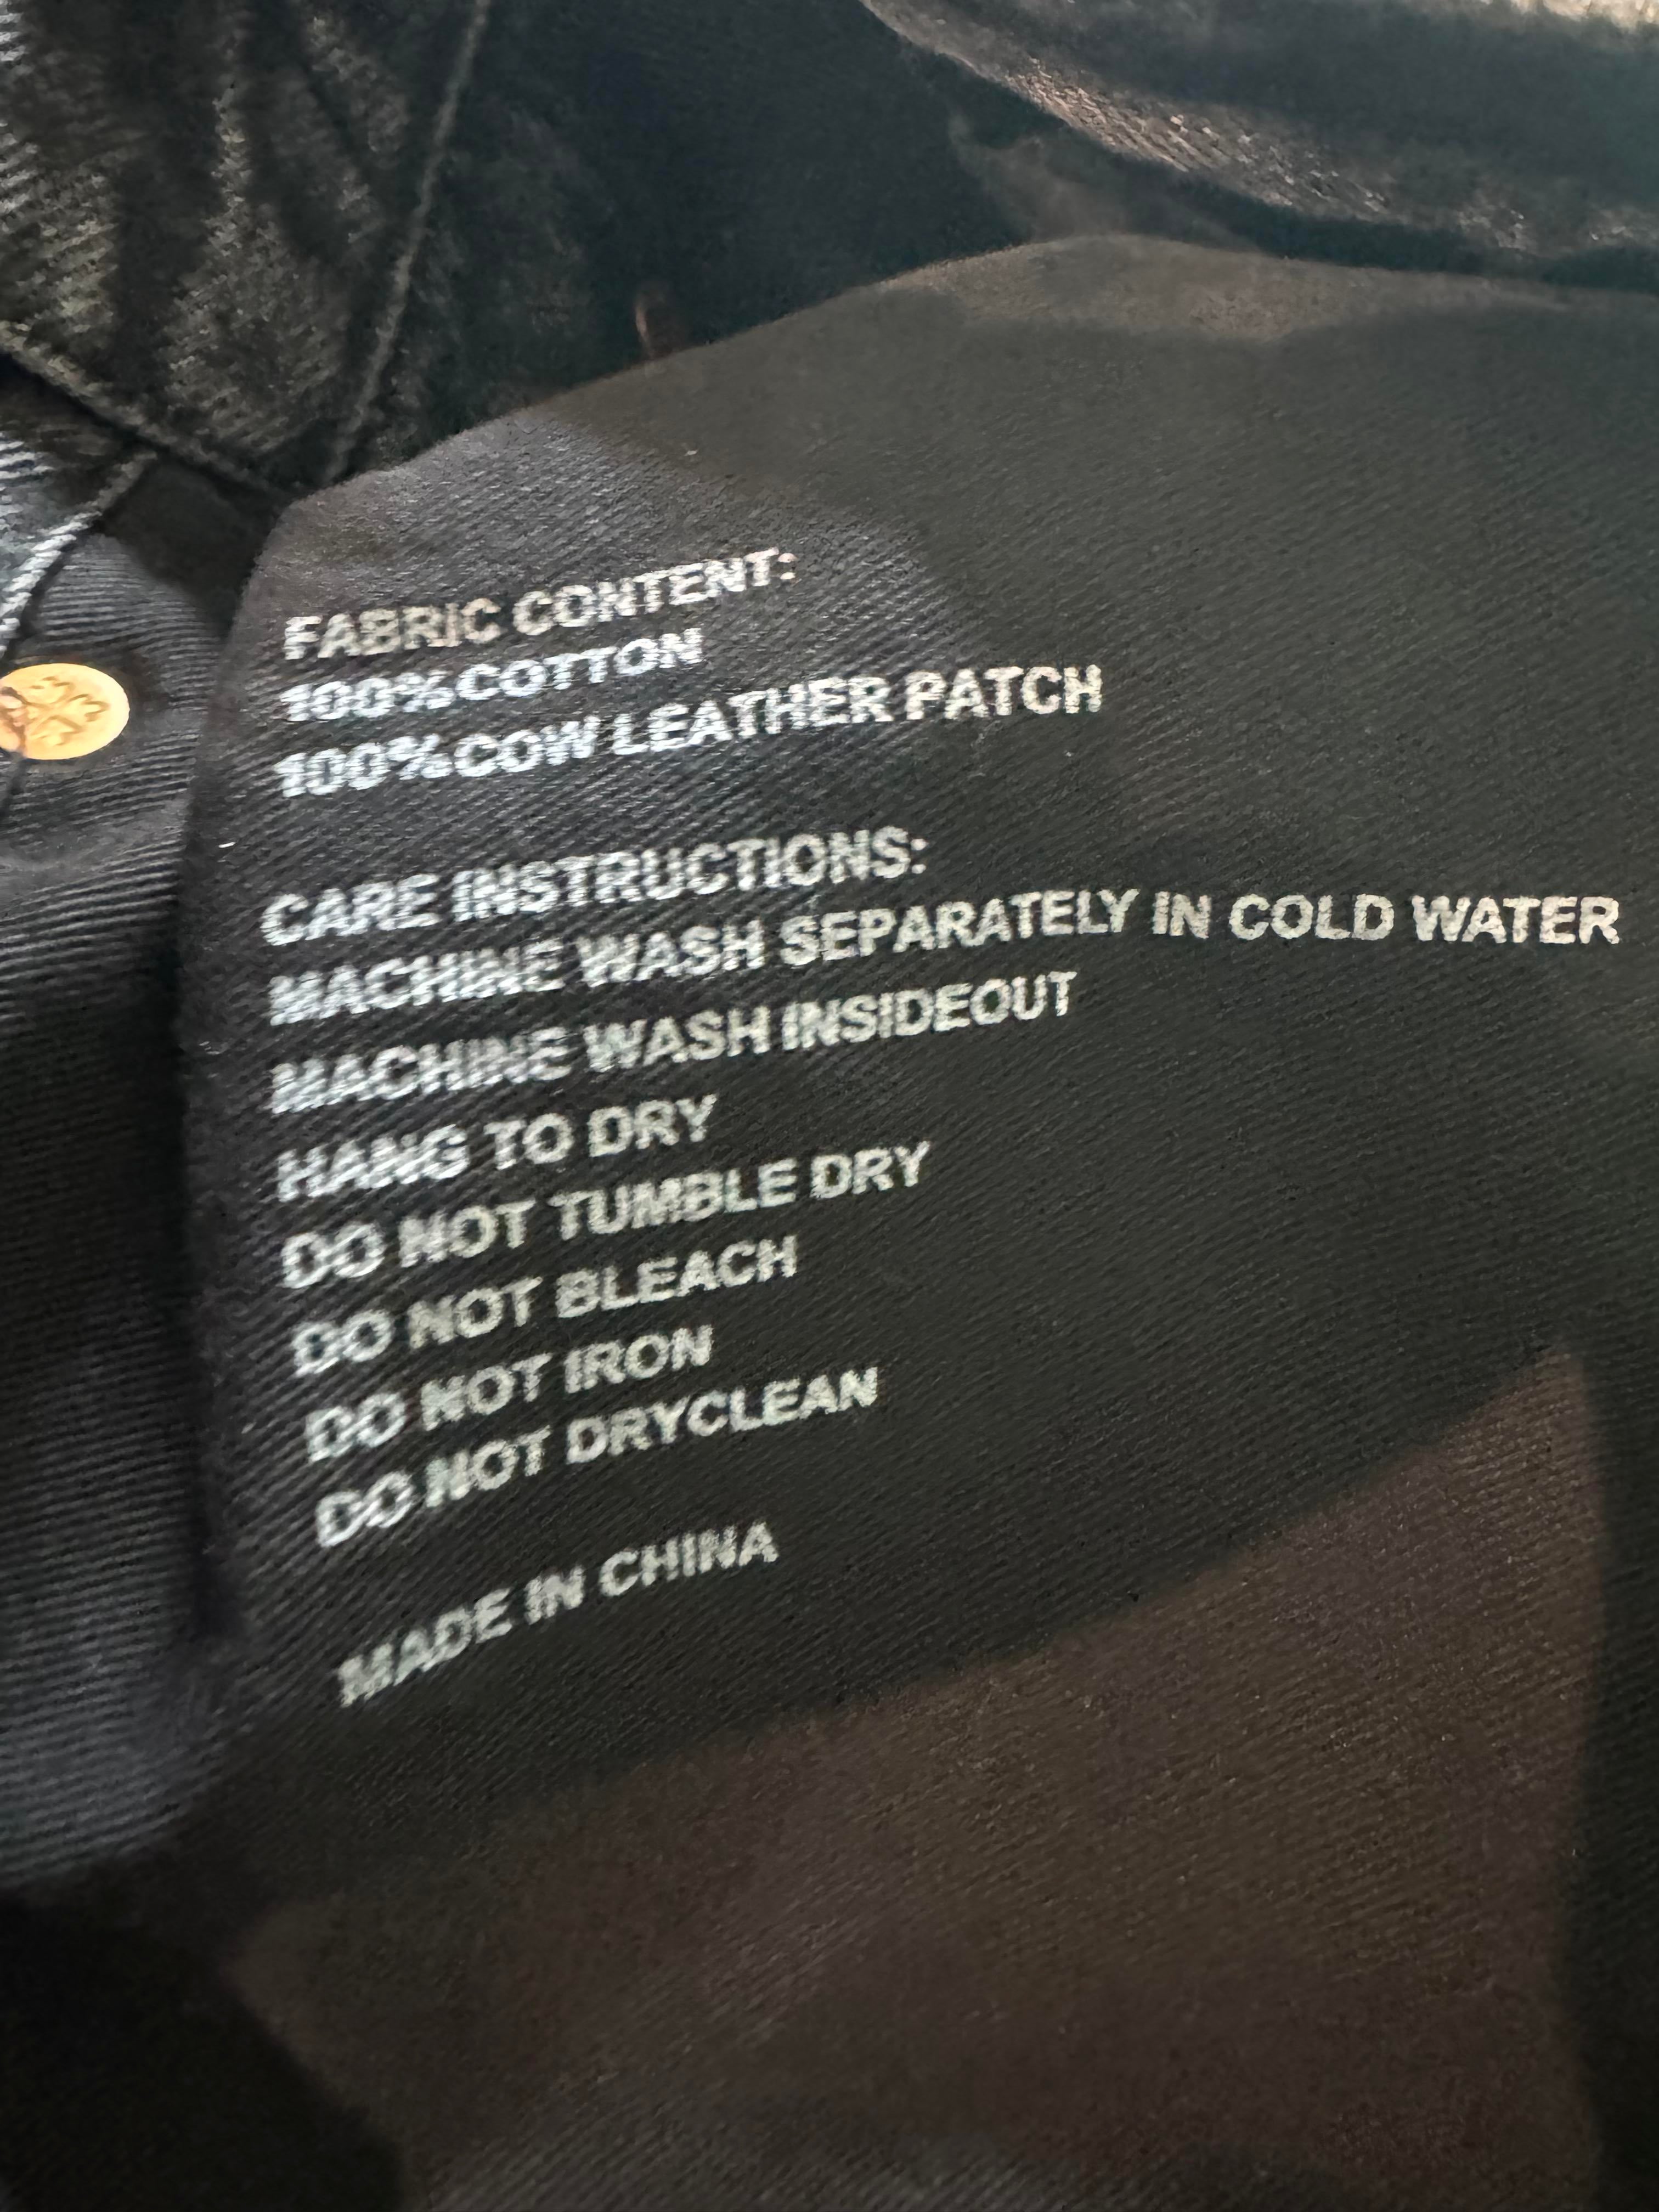 FABRIC CONTENT:
100%COTTON
100%COW LEATHER PATCH
CARE INSTRUCTIONS:
MACHINE WASH SEPARATELY IN COLD WATER
MACHINE WASH INSIDEOUT
HANG TO DRY
DO NOT TUMBLE DRY
DO NOT BLEACH
DO NOT IRON
DO NOT DRYCLEAN
MADE IN CHINA